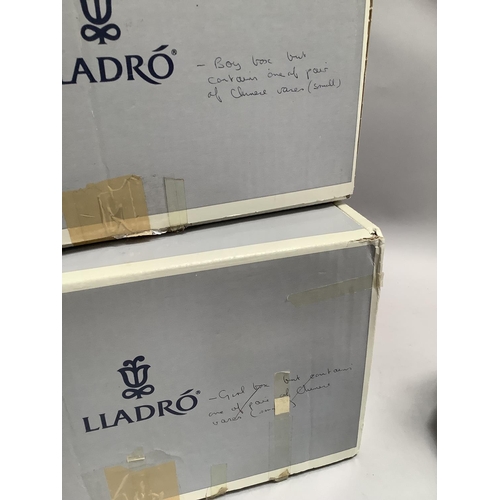 LLADRÓ®
- Boy box but
contains one of pair
of Chinese vases (small)
LLADRÓ®
- Girl box but contains
one of pair of Chinese
vases (small)